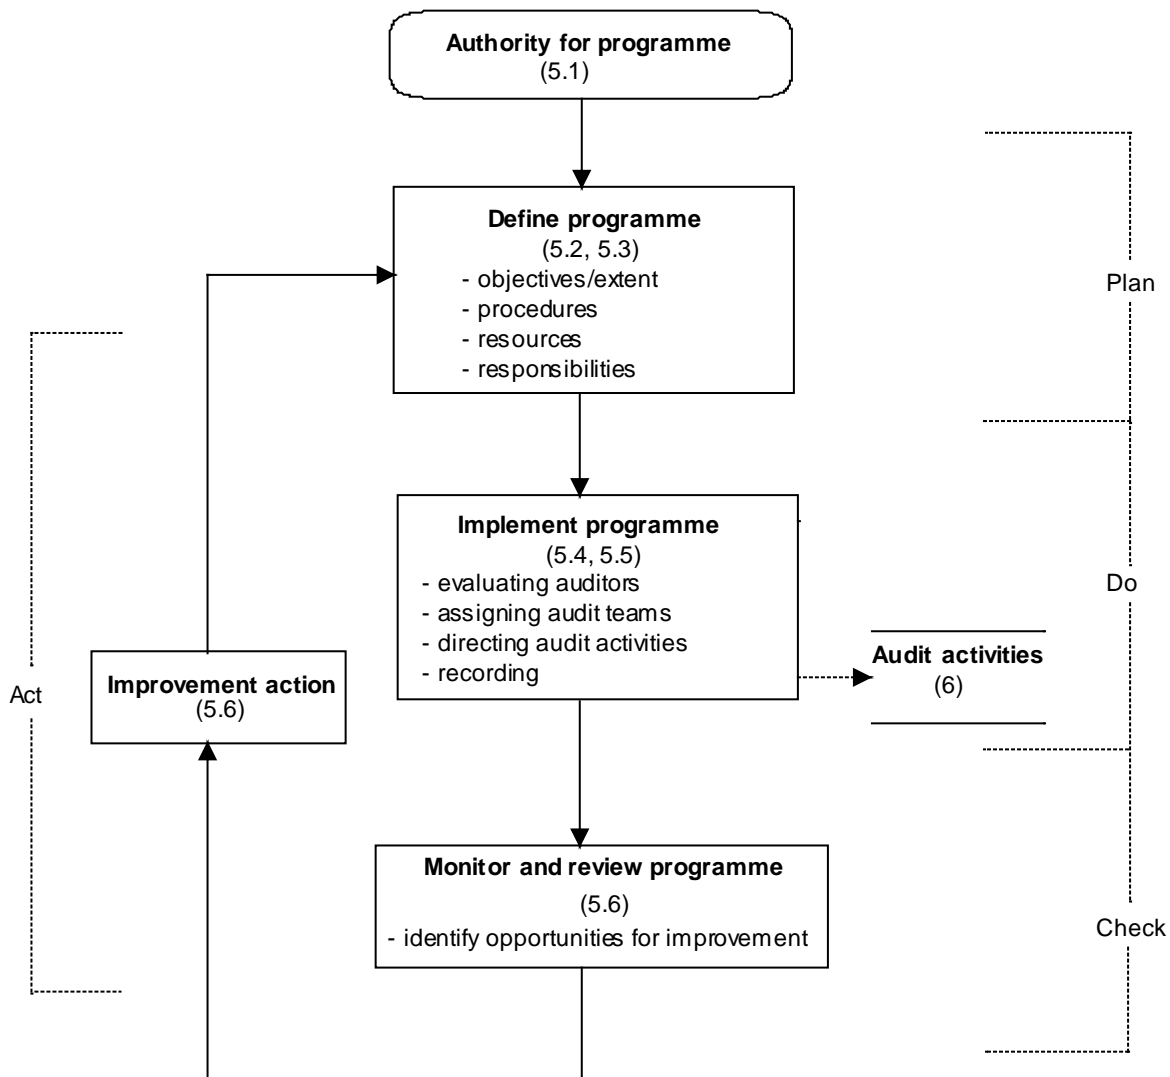 Authority for programme
(5.1)
Define programme
(5.2, 5.3)
- objectives/extent
- procedures
- resources
- responsibilities
Plan
Implement programme
(5.4, 5.5)
- evaluating auditors
- assigning audit teams
- directing audit activities
- recording
Do
Audit activities
(6)
Improvement action
(5.6)
Act
Monitor and review programme
(5.6)
- identify opportunities for improvement
Check